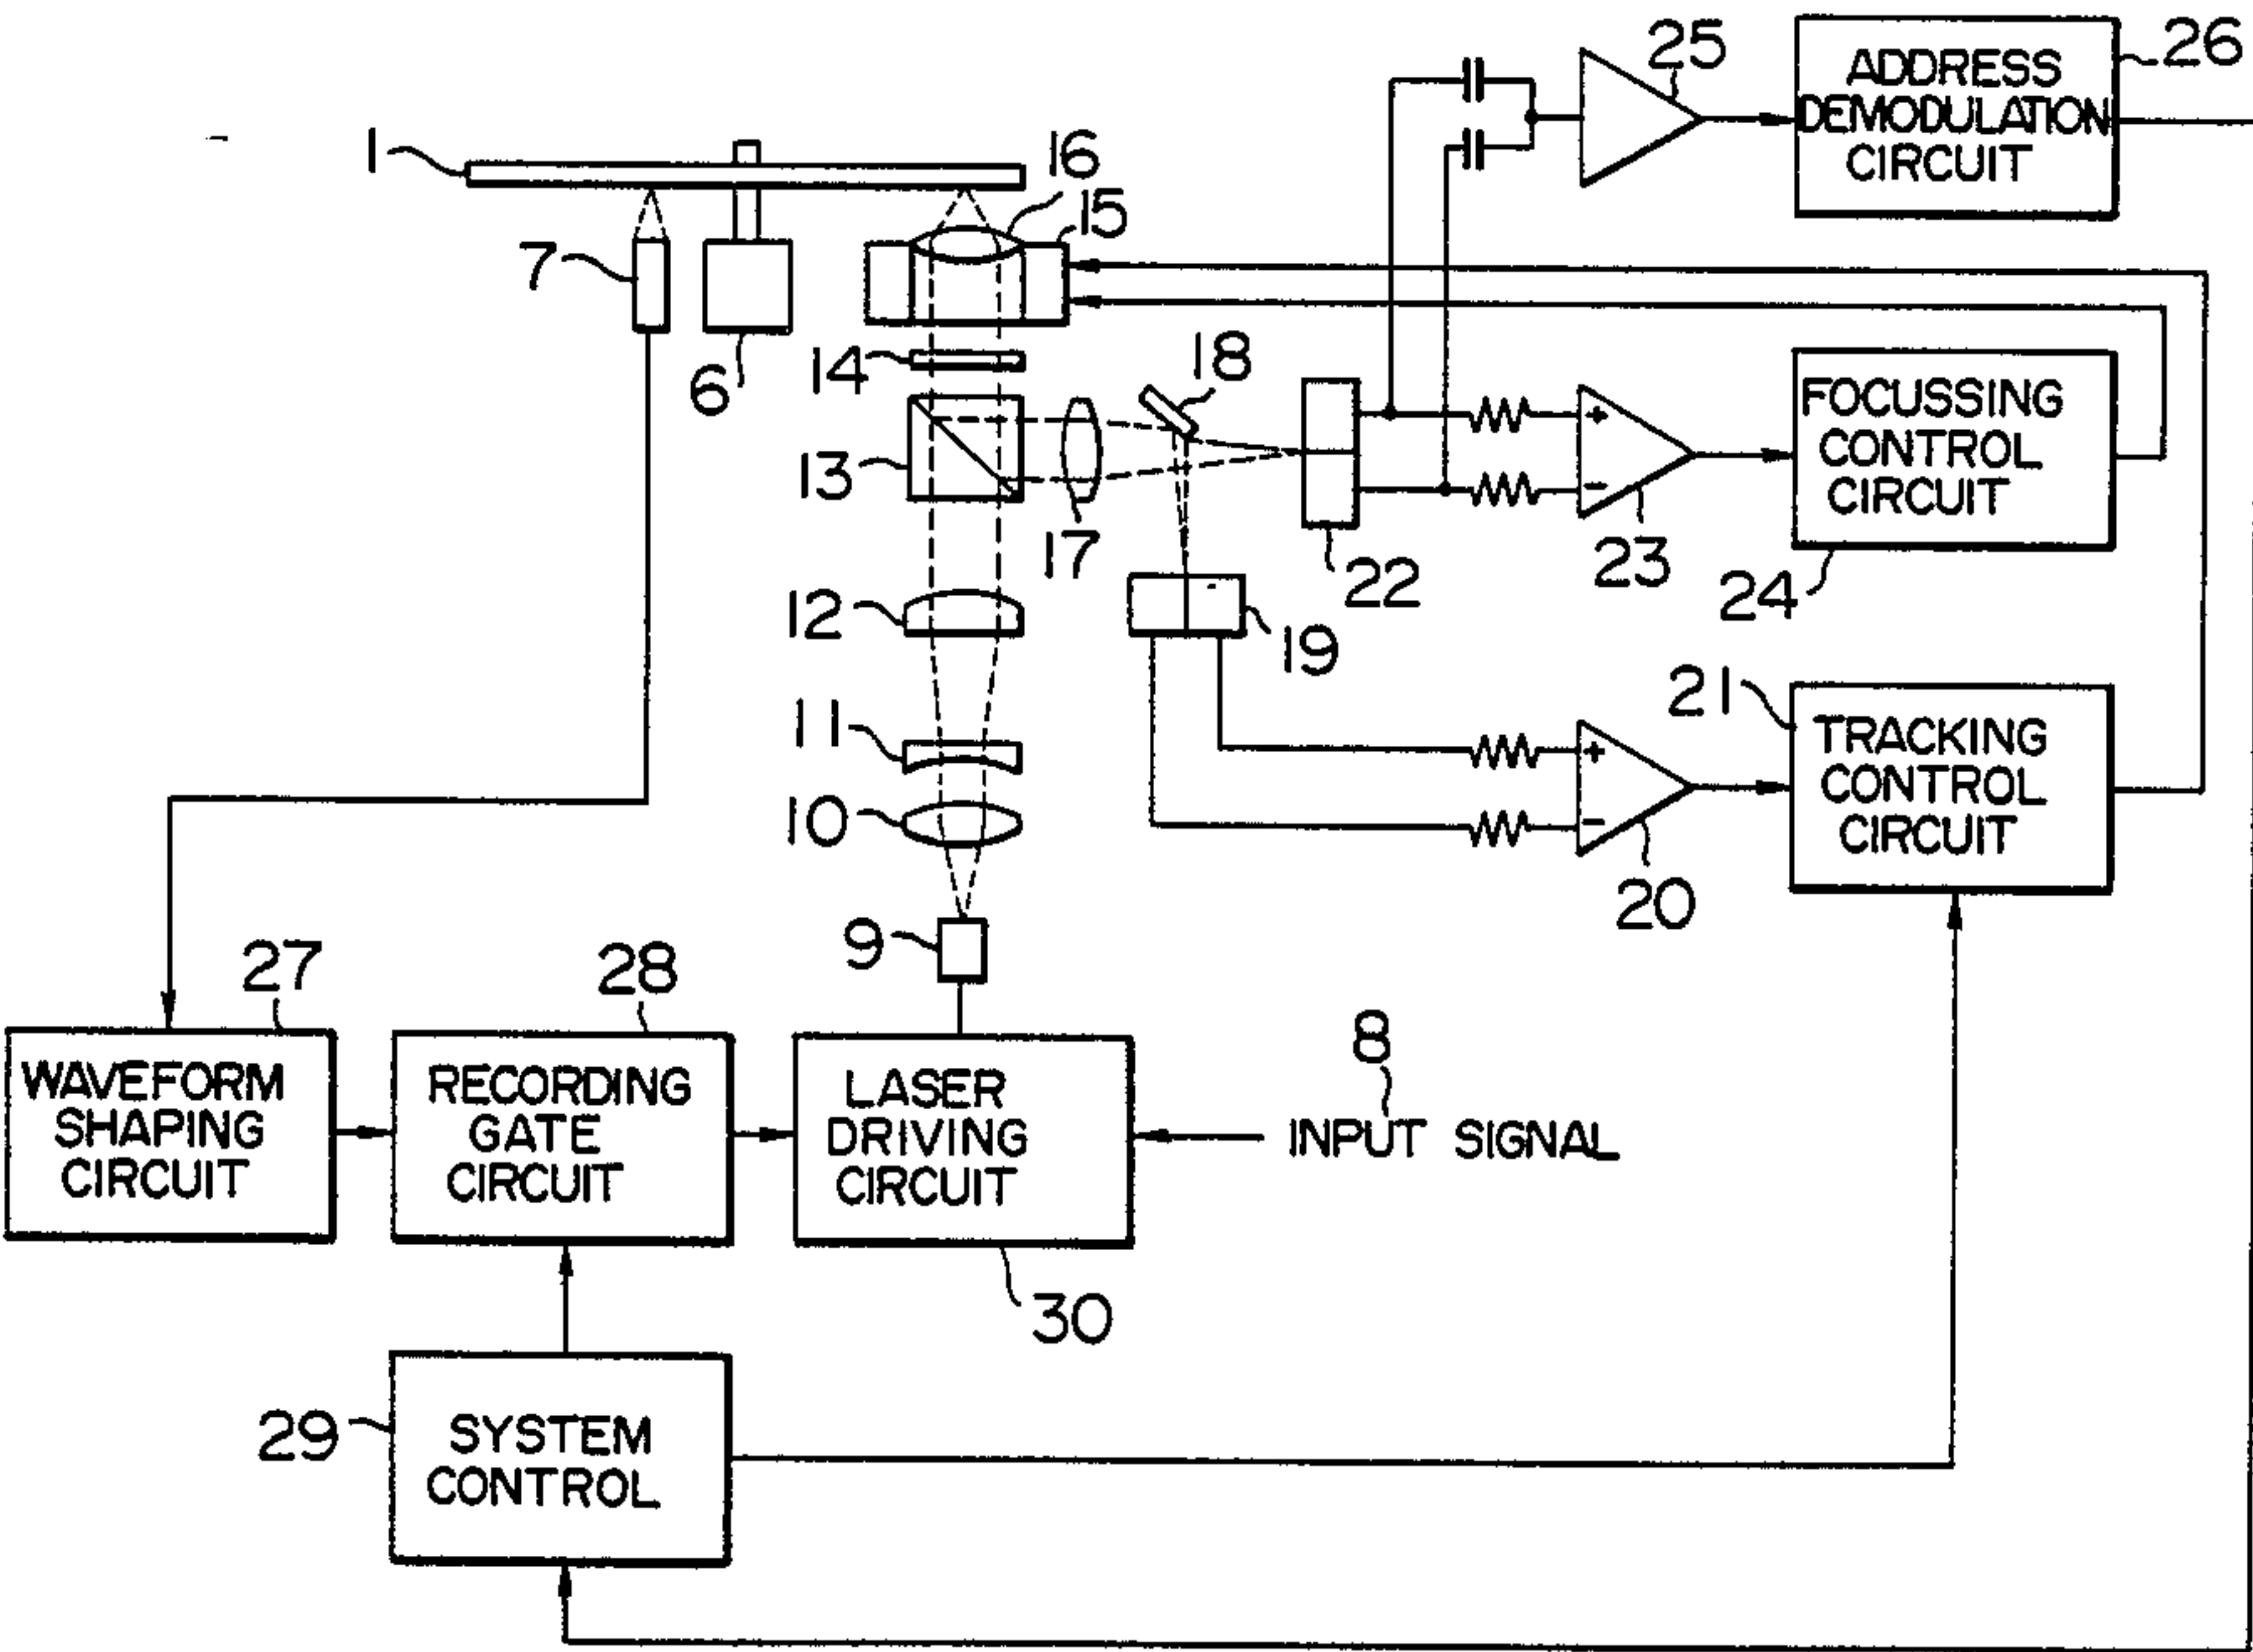 25
ADDRESS
DEMODULATION
CIRCUIT
26
1
16
15
7
6
14
18
13
17
22
+
-
23
FOCUSSING
CONTROL
CIRCUIT
24
12
19
11
10
+
-
20
21
TRACKING
CONTROL
CIRCUIT
9
27
28
8
WAVEFORM
SHAPING
CIRCUIT
RECORDING
GATE
CIRCUIT
LASER
DRIVING
CIRCUIT
INPUT SIGNAL
30
29
SYSTEM
CONTROL